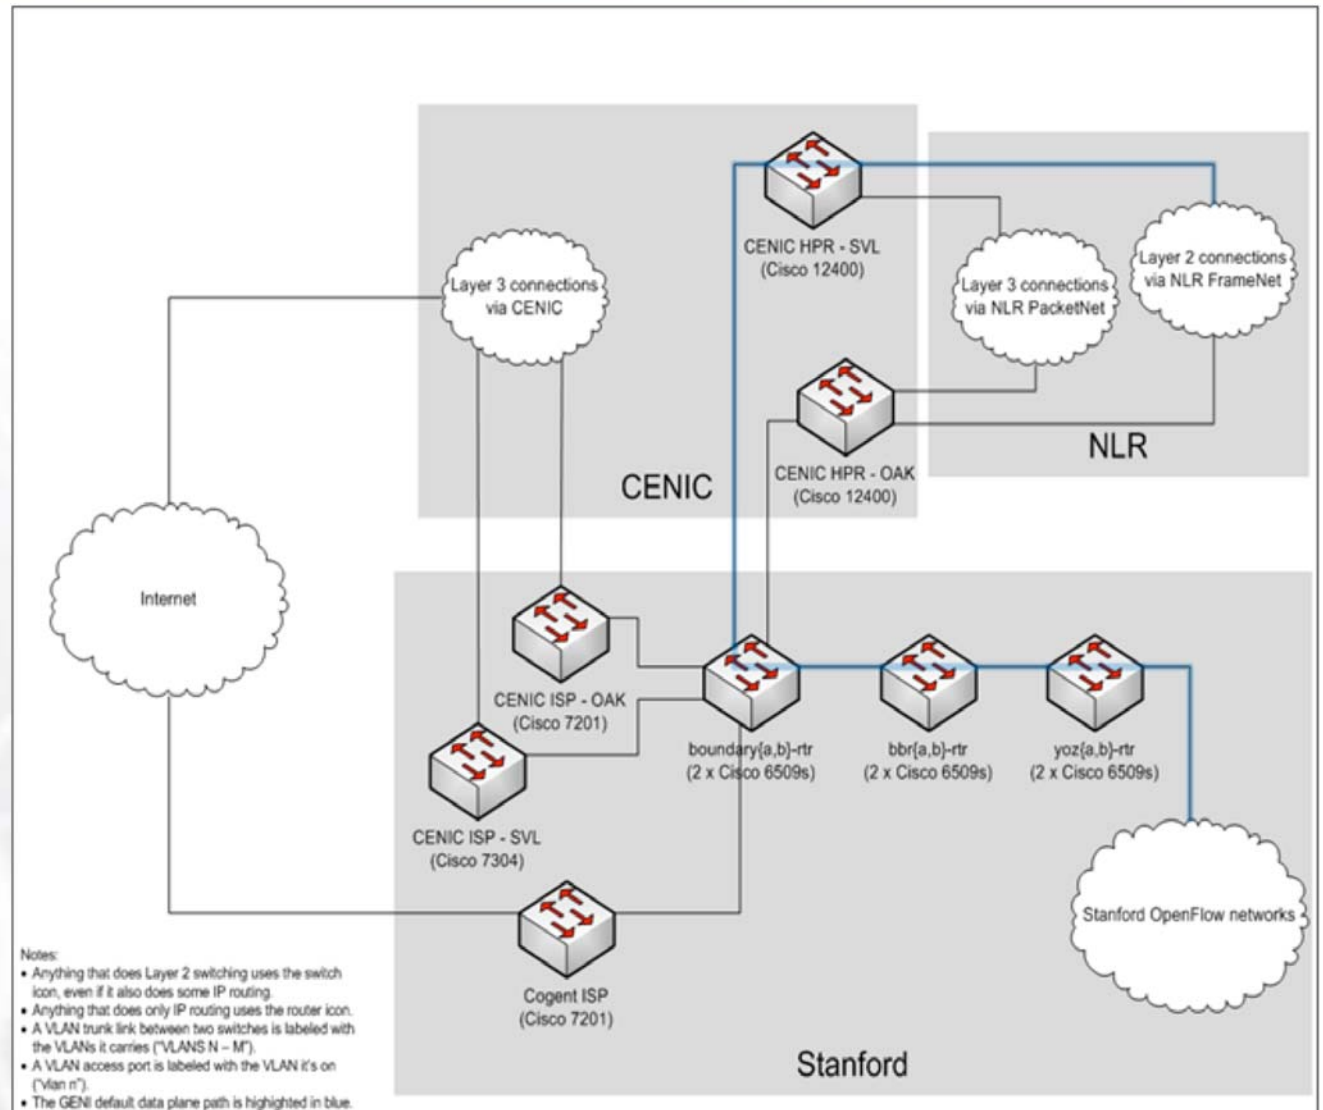 CENIC HPR - SVL
(Cisco 12400)
Layer 3 connections
via CENIC
Layer 3 connections
via NLR PacketNet
Layer 2 connections
via NLR FrameNet
CENIC HPR - OAK
(Cisco 12400)
CENIC
NLR
Internet
CENIC ISP - OAK
(Cisco 7201)
CENIC ISP - SVL
(Cisco 7304)
boundary{a,b}-rtr
(2 x Cisco 6509s)
bbr{a,b}-rtr
(2 x Cisco 6509s)
yoz{a,b}-rtr
(2 x Cisco 6509s)
Stanford OpenFlow networks
Cogent ISP
(Cisco 7201)
Stanford
Notes:
• Anything that does Layer 2 switching uses the switch
icon, even if it also does some IP routing.
• Anything that does only IP routing uses the router icon.
• A VLAN trunk link between two switches is labeled with
the VLANs it carries ("VLANS N – M").
• A VLAN access port is labeled with the VLAN it's on
("vlan n").
• The GENI default data plane path is highighted in blue.